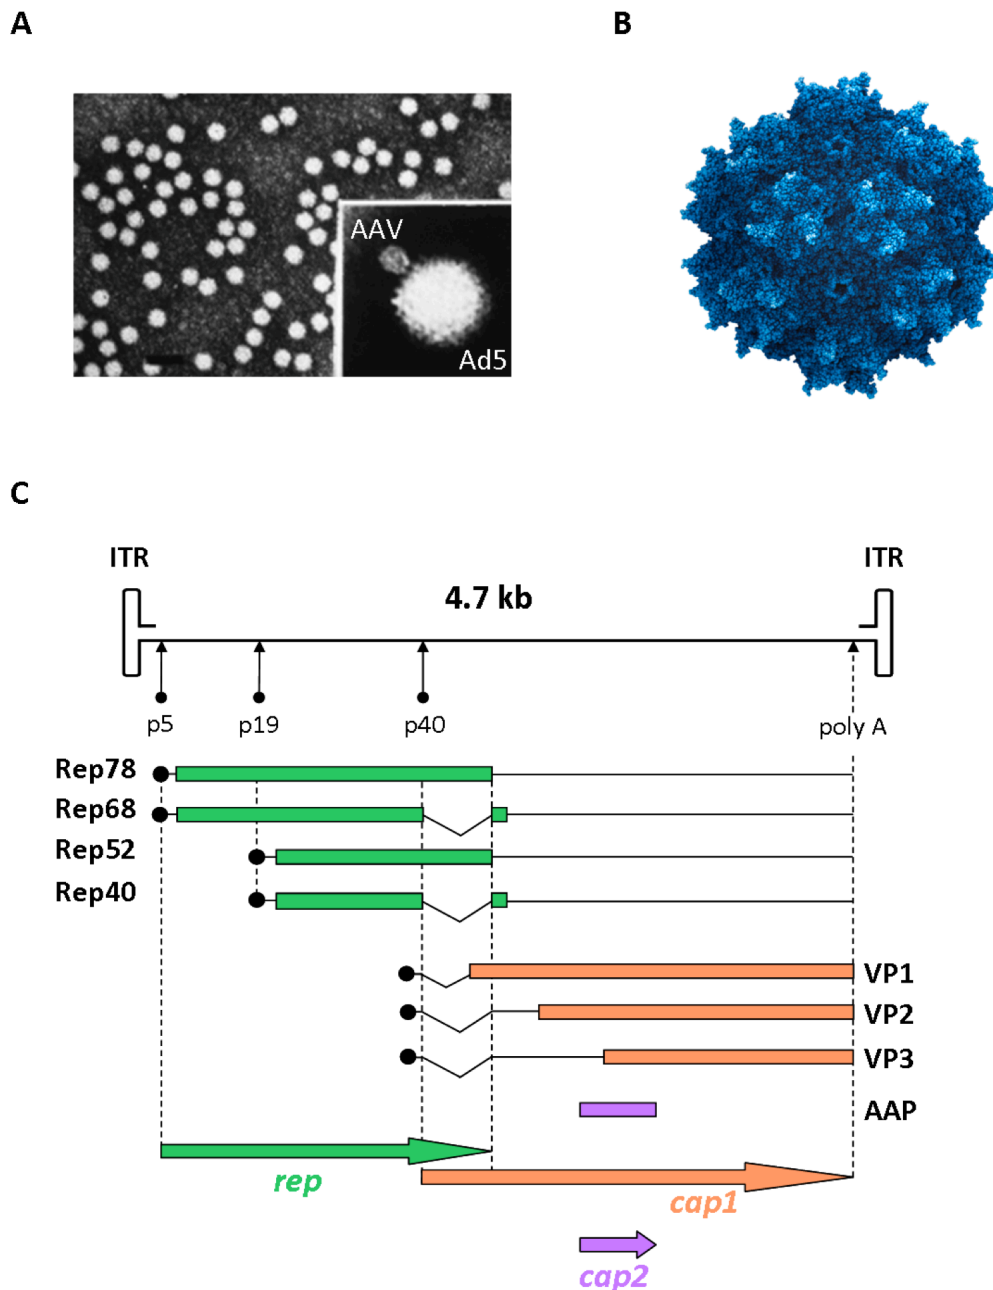 A
B
AAV
Ad5
C
ITR
ITR
4.7 kb
p5
p19
p40
poly A
Rep78
Rep68
Rep52
Rep40
VP1
VP2
VP3
AAP
rep
cap1
cap2